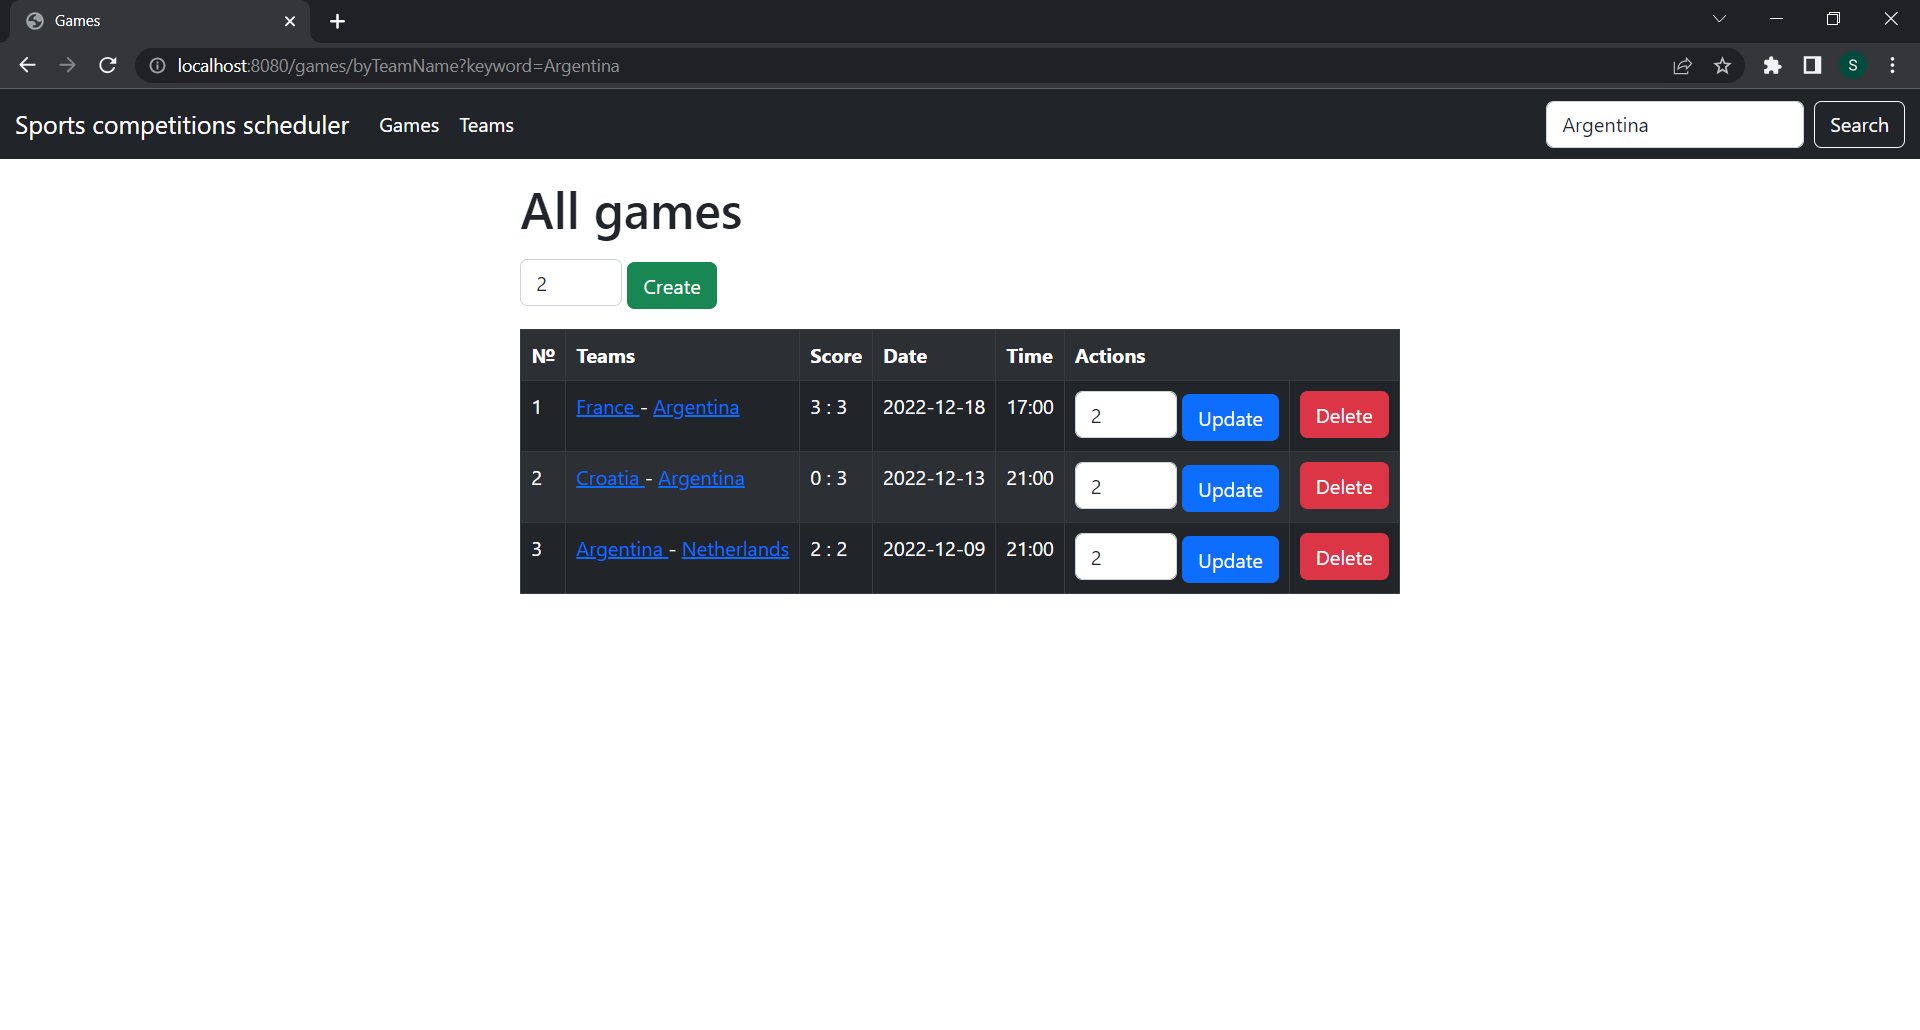 Games
localhost:8080/games/byTeamName?keyword=Argentina
S
Sports competitions scheduler Games Teams Argentina Search
All games
2 Create
№ Teams Score Date Time Actions
1 France - Argentina 3 : 3 2022-12-18 17:00 2 Update Delete
2 Croatia - Argentina 0 : 3 2022-12-13 21:00 2 Update Delete
3 Argentina - Netherlands 2 : 2 2022-12-09 21:00 2 Update Delete